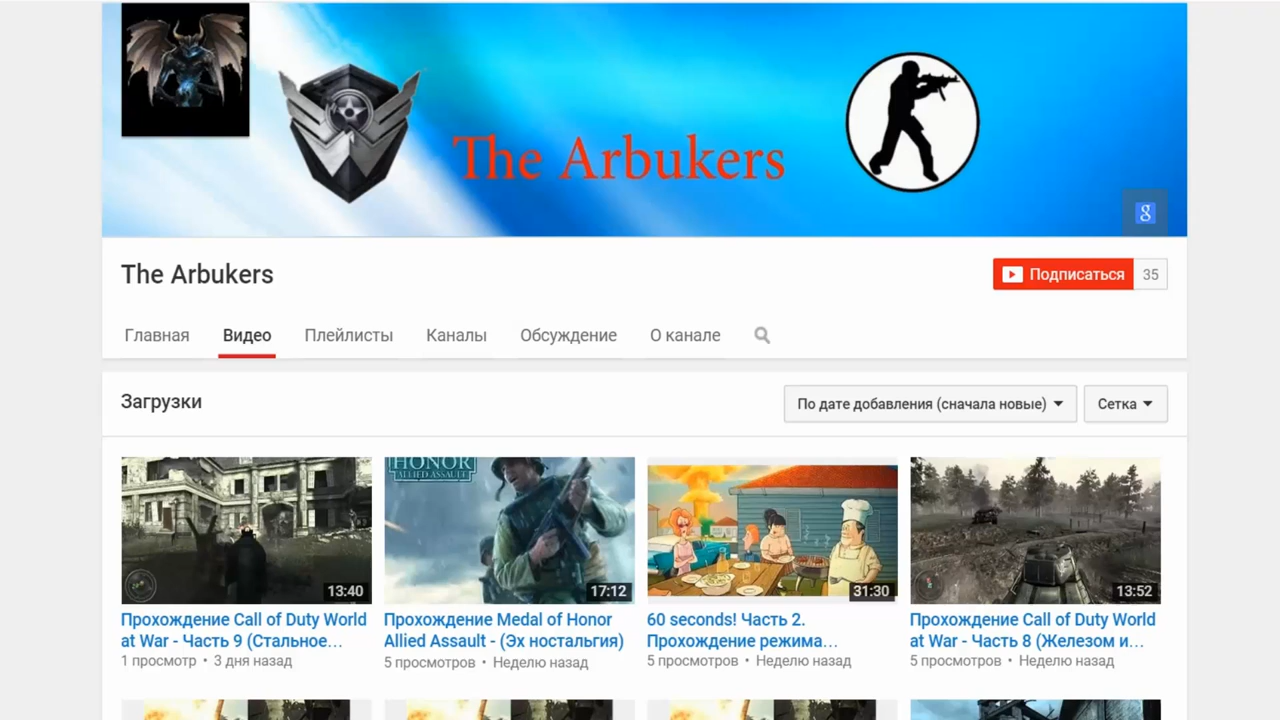 The Arbukers
g
The Arbukers
Подписаться 35
Главная Видео Плейлисты Каналы Обсуждение О канале
Загрузки
По дате добавления (сначала новые) Сетка
HONOR
ALLIED ASSAULT
13:40 17:12 31:30 13:52
Прохождение Call of Duty World
at War - Часть 9 (Стальное...
1 просмотр • 3 дня назад
Прохождение Medal of Honor
Allied Assault - (Эх ностальгия)
5 просмотров • Неделю назад
60 seconds! Часть 2.
Прохождение режима...
5 просмотров • Неделю назад
Прохождение Call of Duty World
at War - Часть 8 (Железом и...
5 просмотров • Неделю назад